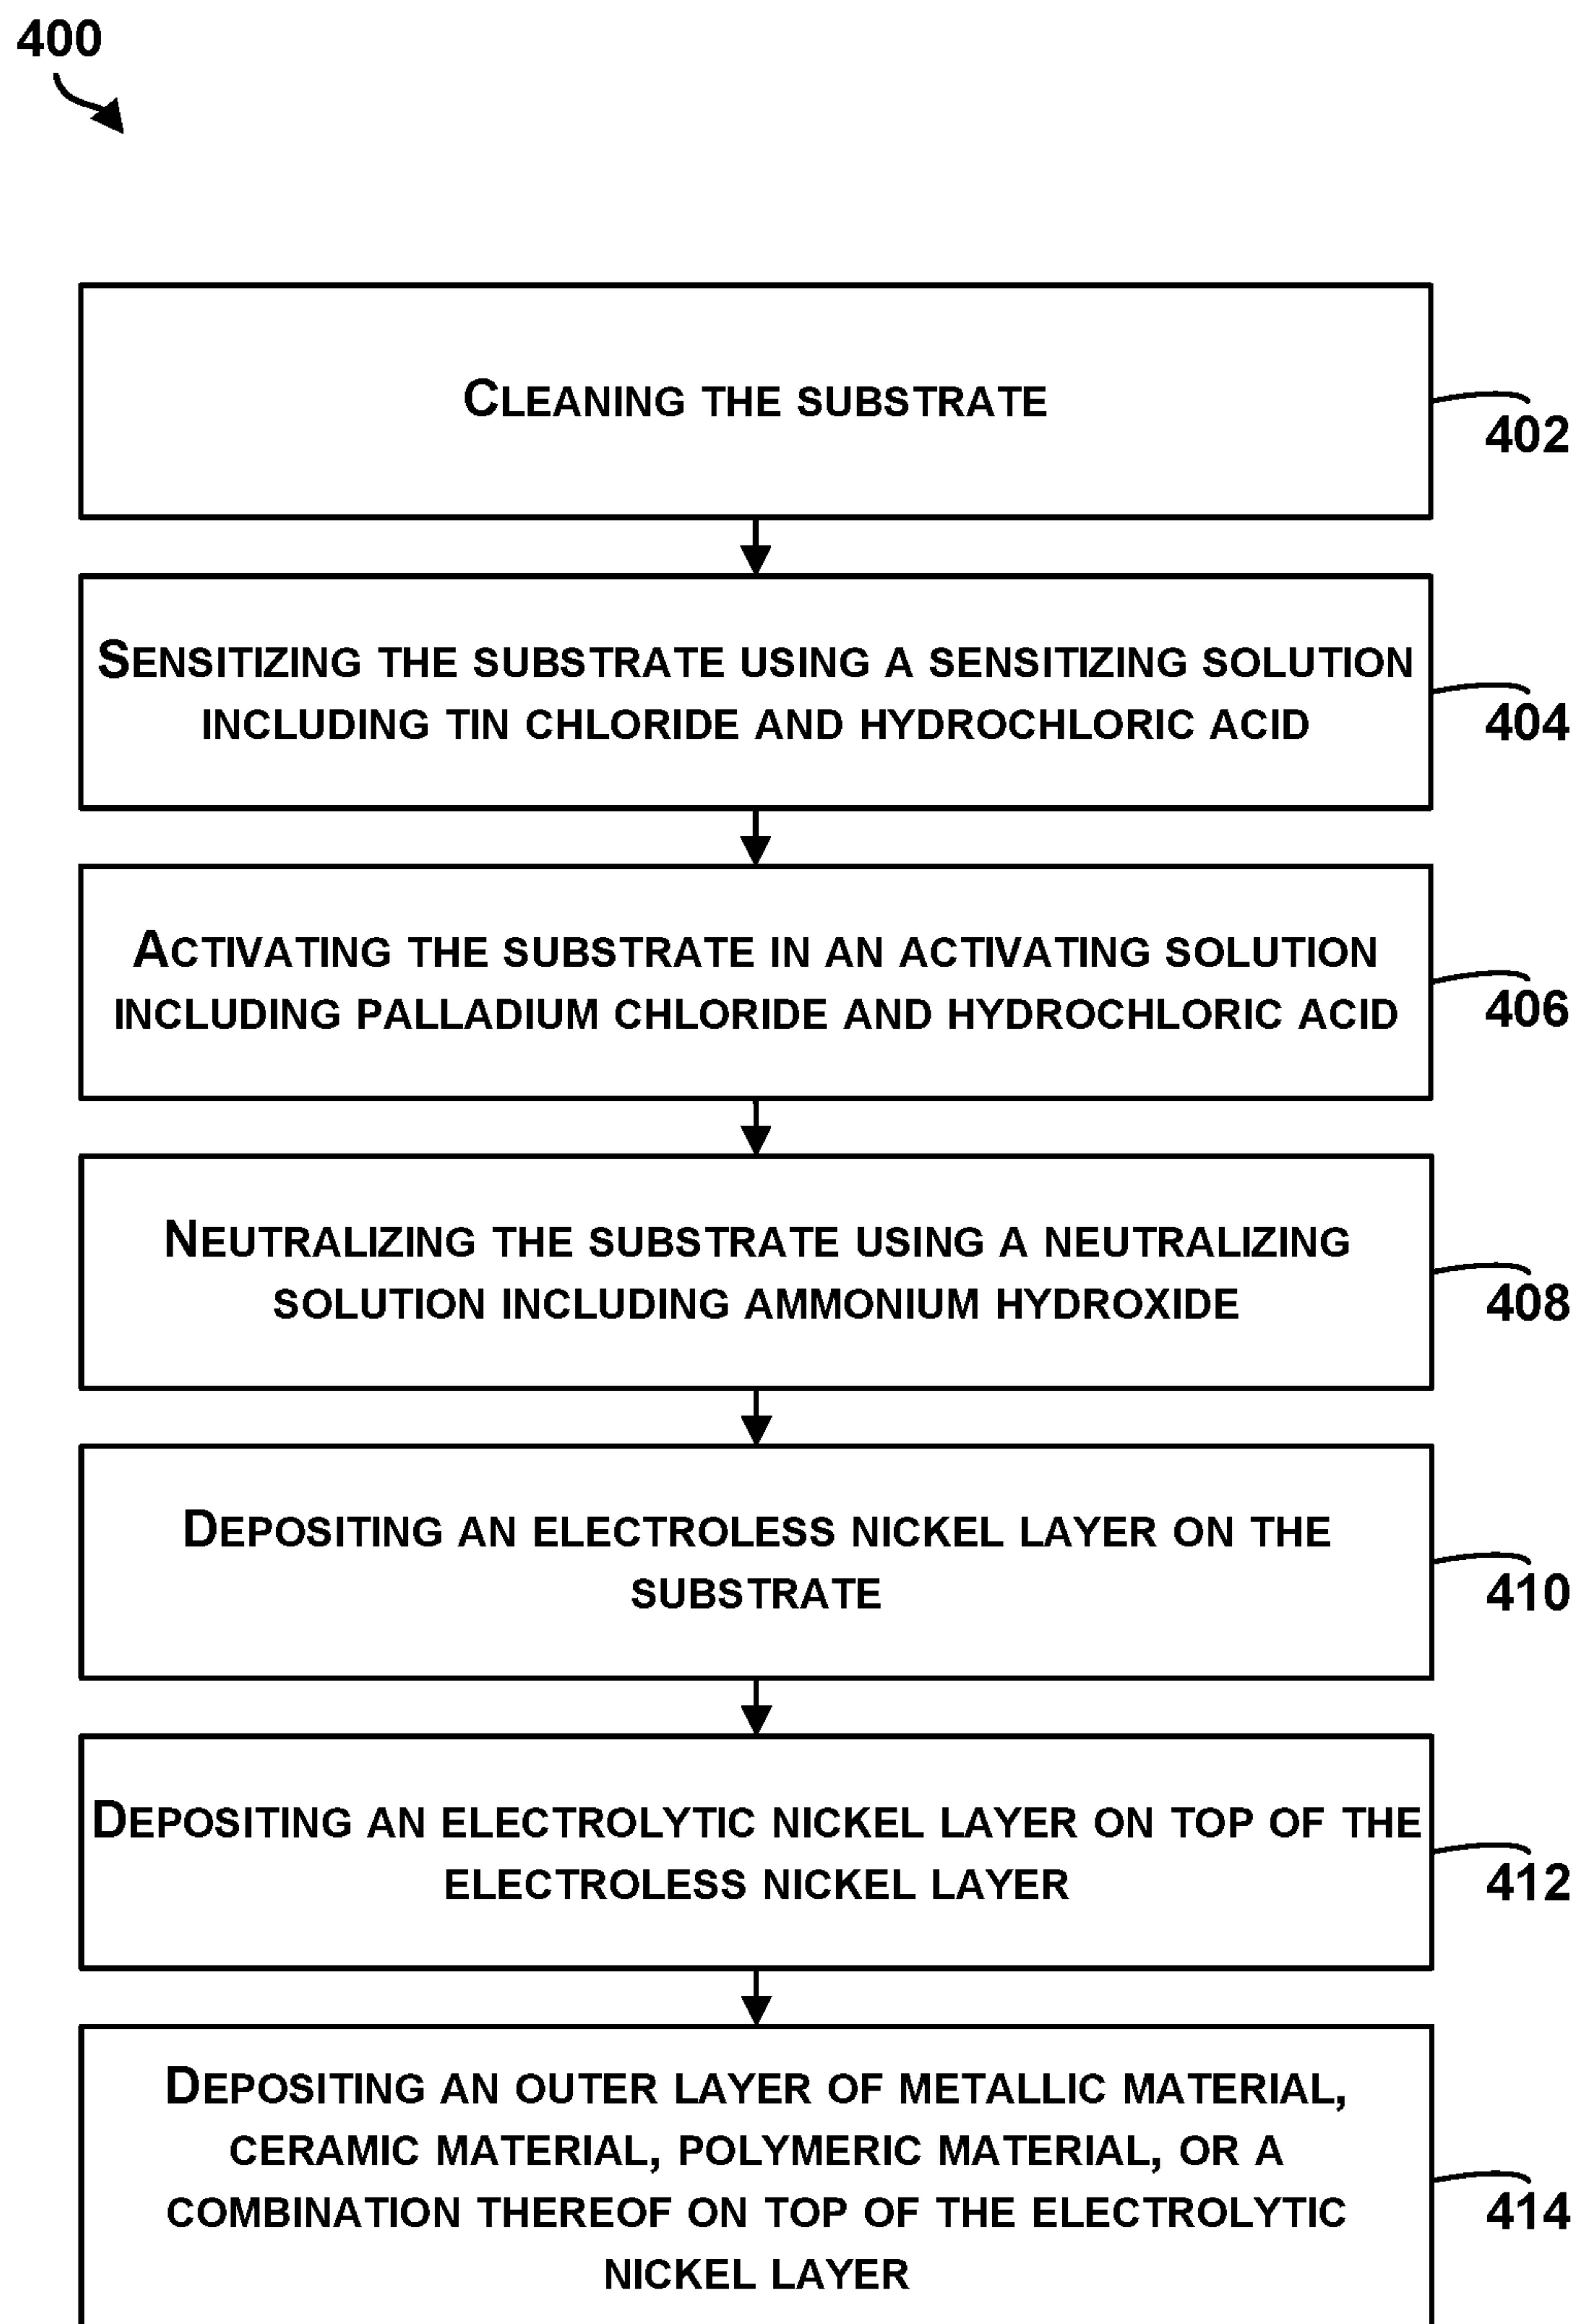 400
CLEANING THE SUBSTRATE
402
SENSITIZING THE SUBSTRATE USING A SENSITIZING SOLUTION
INCLUDING TIN CHLORIDE AND HYDROCHLORIC ACID
404
ACTIVATING THE SUBSTRATE IN AN ACTIVATING SOLUTION
INCLUDING PALLADIUM CHLORIDE AND HYDROCHLORIC ACID
406
NEUTRALIZING THE SUBSTRATE USING A NEUTRALIZING
SOLUTION INCLUDING AMMONIUM HYDROXIDE
408
DEPOSITING AN ELECTROLESS NICKEL LAYER ON THE
SUBSTRATE
410
DEPOSITING AN ELECTROLYTIC NICKEL LAYER ON TOP OF THE
ELECTROLESS NICKEL LAYER
412
DEPOSITING AN OUTER LAYER OF METALLIC MATERIAL,
CERAMIC MATERIAL, POLYMERIC MATERIAL, OR A
COMBINATION THEREOF ON TOP OF THE ELECTROLYTIC
NICKEL LAYER
414